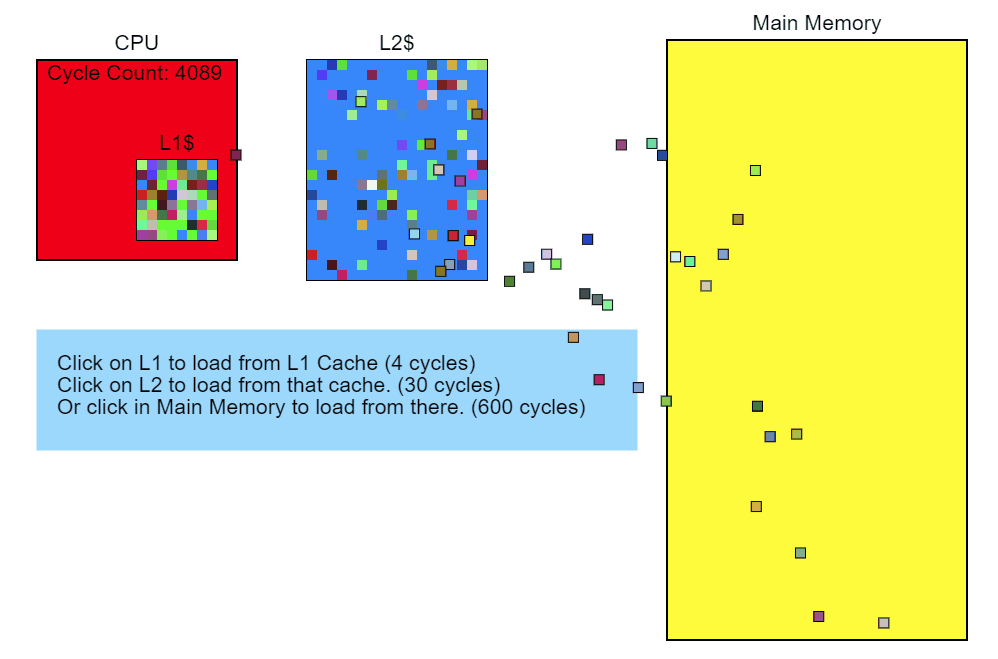 Main Memory
CPU
L2$
Cycle Count: 4089
L1$
Click on L1 to load from L1 Cache (4 cycles)
Click on L2 to load from that cache. (30 cycles)
Or click in Main Memory to load from there. (600 cycles)